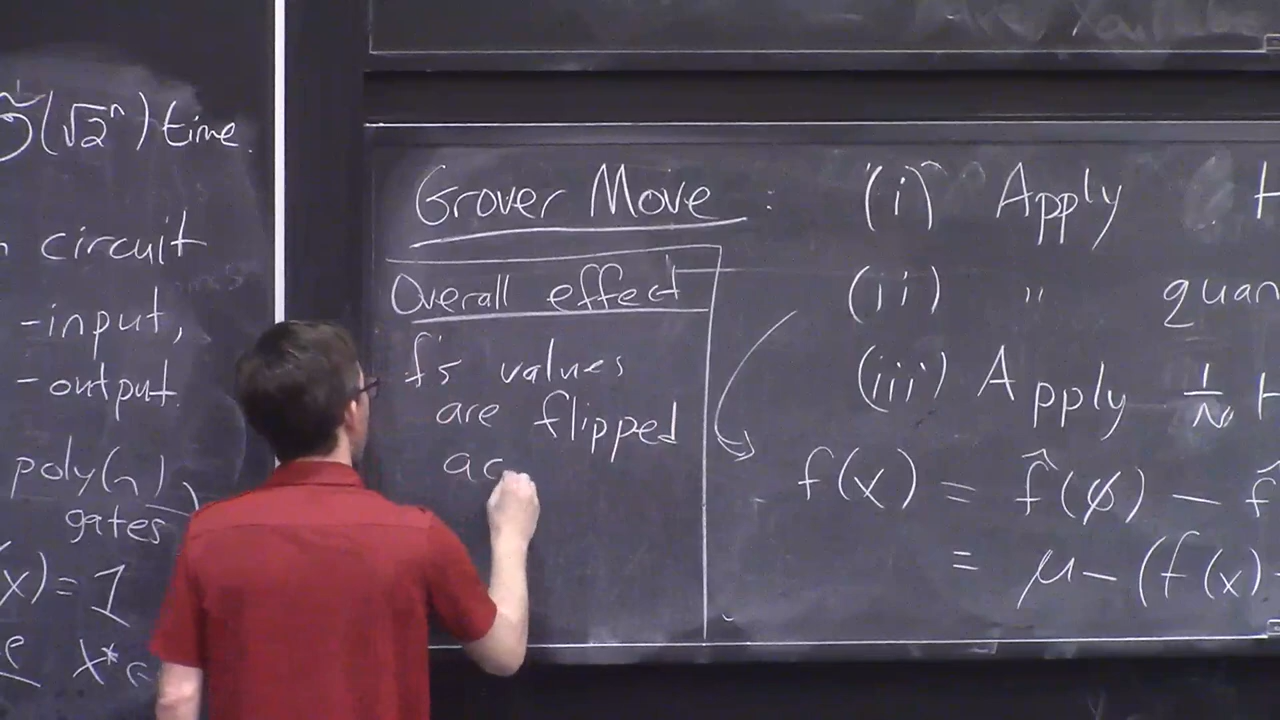 (√2ⁿ) time.
circuit
-input,
-output.
poly(n)
gates
(x)=1
x*
Grover Move :
Overall effect
f's values
are flipped
ac
(i) Apply H
(ii) " quan
(iii) Apply 1/N H
f(x) = f̂(∅) – f̂
= μ – (f(x)